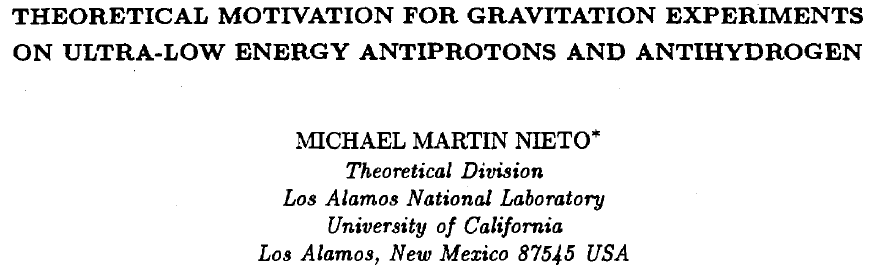 THEORETICAL MOTIVATION FOR GRAVITATION EXPERIMENTS
ON ULTRA-LOW ENERGY ANTIPROTONS AND ANTIHYDROGEN
MICHAEL MARTIN NIETO*
Theoretical Division
Los Alamos National Laboratory
University of California
Los Alamos, New Mexico 87545 USA